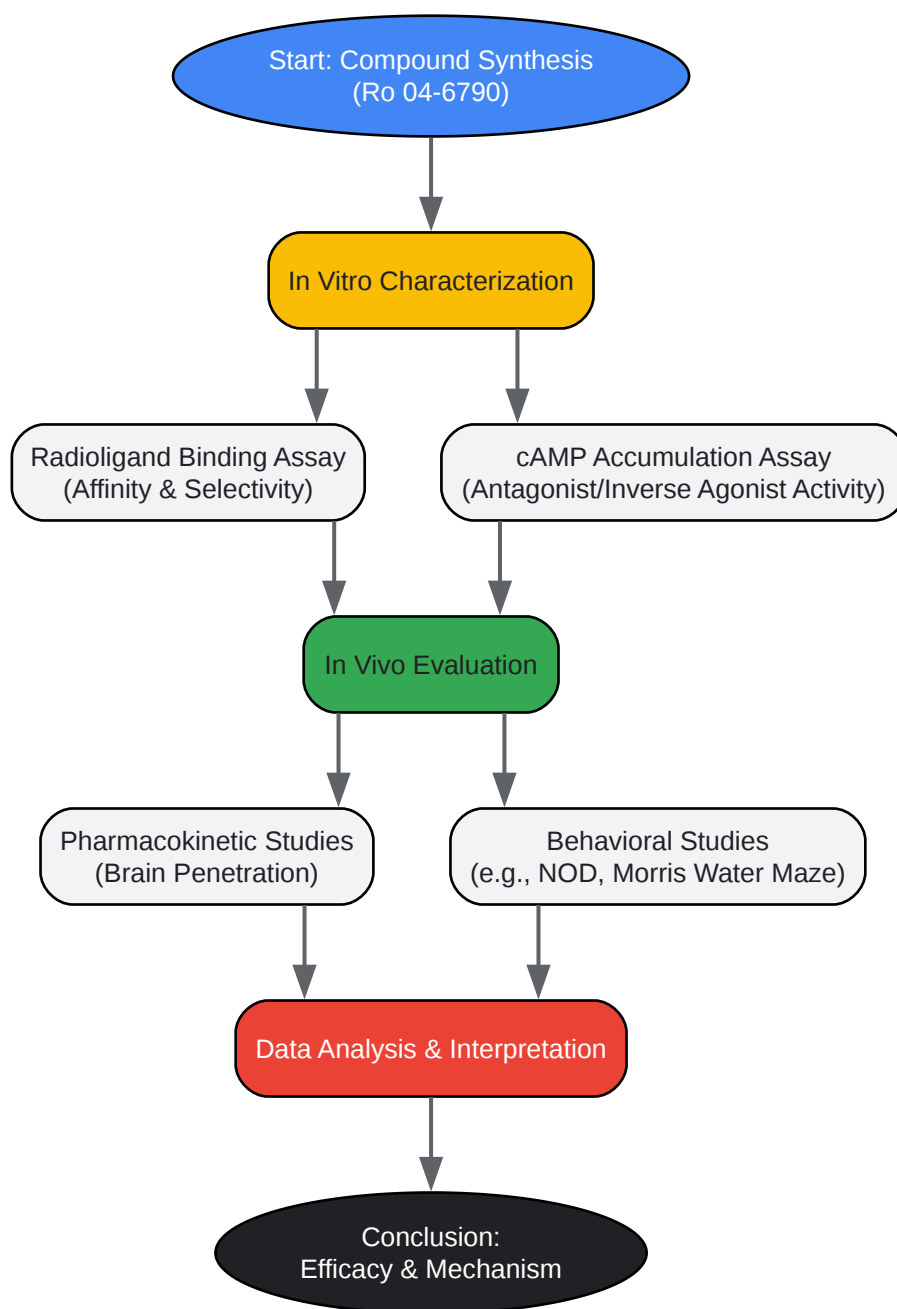 Start: Compound Synthesis
(Ro 04-6790)
In Vitro Characterization
Radioligand Binding Assay
(Affinity & Selectivity)
cAMP Accumulation Assay
(Antagonist/Inverse Agonist Activity)
In Vivo Evaluation
Pharmacokinetic Studies
(Brain Penetration)
Behavioral Studies
(e.g., NOD, Morris Water Maze)
Data Analysis & Interpretation
Conclusion:
Efficacy & Mechanism